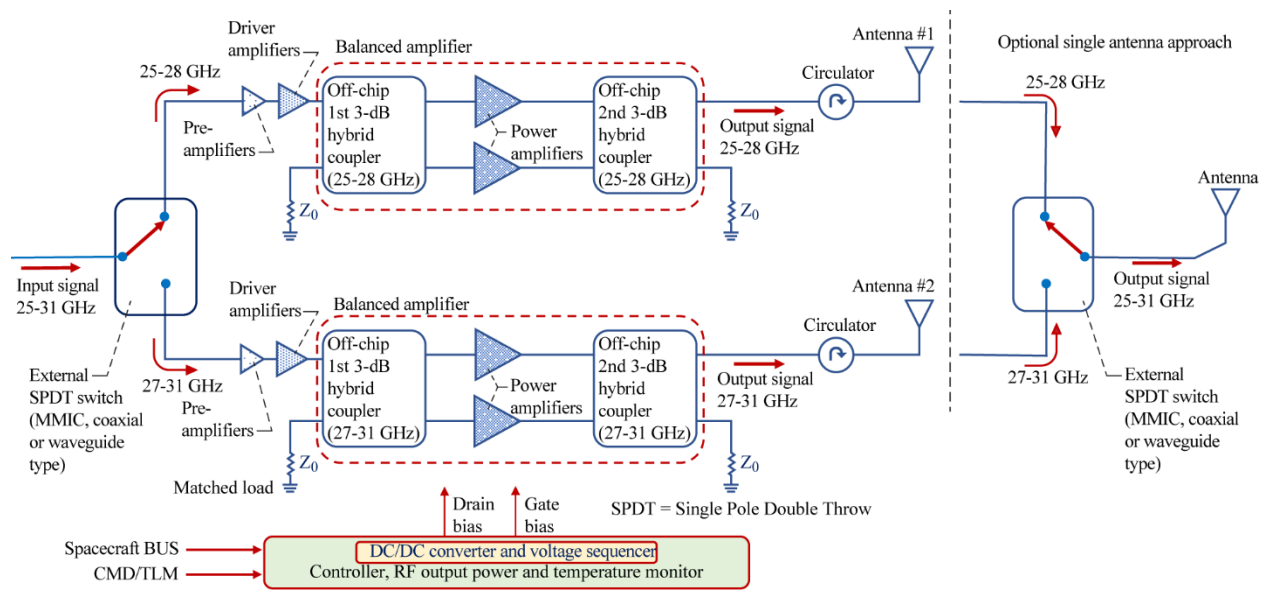 Driver
amplifiers
Balanced amplifier
Antenna #1
Optional single antenna approach
25-28 GHz
Circulator
25-28 GHz
Off-chip
1st 3-dB
hybrid
coupler
(25-28 GHz)
Off-chip
2nd 3-dB
hybrid
coupler
(25-28 GHz)
Pre-
amplifiers
Power
amplifiers
Output signal
25-28 GHz
Z0
Z0
Antenna
Input signal
25-31 GHz
Driver
amplifiers
Balanced amplifier
Antenna #2
Output signal
25-31 GHz
Circulator
Off-chip
1st 3-dB
hybrid
coupler
(27-31 GHz)
Off-chip
2nd 3-dB
hybrid
coupler
(27-31 GHz)
27-31 GHz
Pre-
amplifiers
Power
amplifiers
Output signal
27-31 GHz
27-31 GHz
External
SPDT switch
(MMIC, coaxial
or waveguide
type)
External
SPDT switch
(MMIC, coaxial
or waveguide
type)
Z0
Z0
Matched load
Drain
bias
Gate
bias
SPDT = Single Pole Double Throw
Spacecraft BUS
CMD/TLM
DC/DC converter and voltage sequencer
Controller, RF output power and temperature monitor